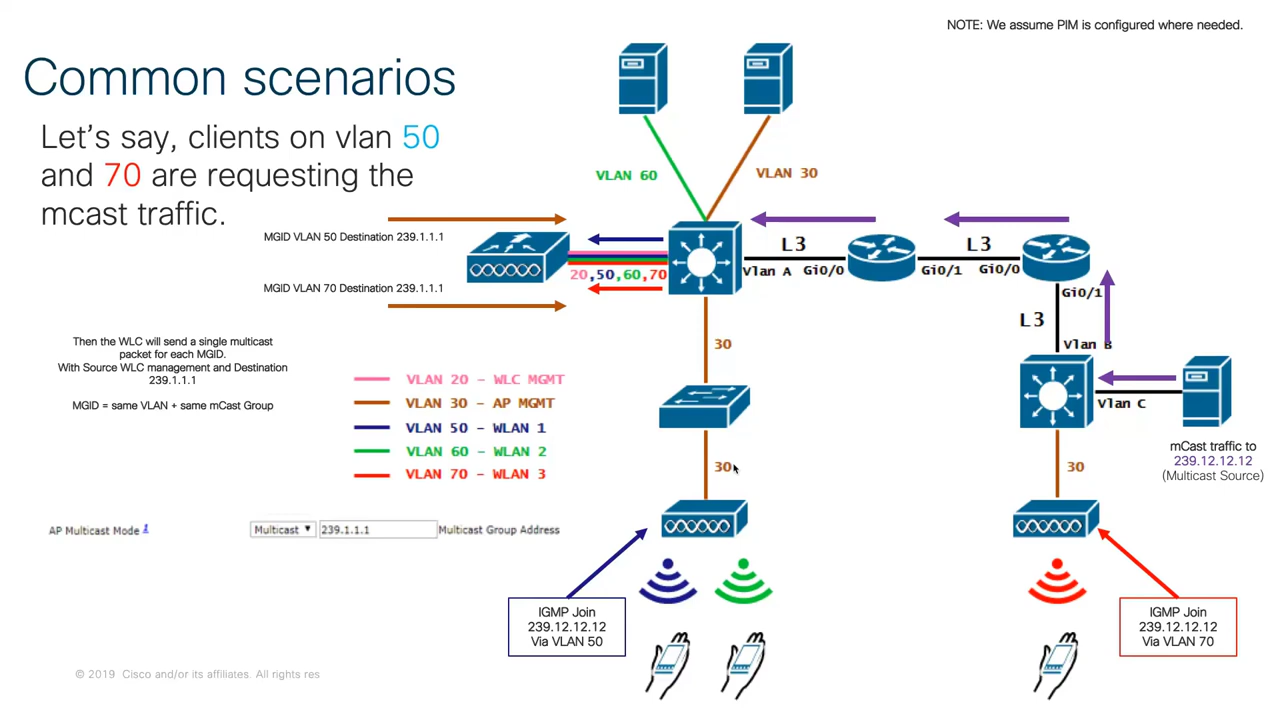 NOTE: We assume PIM is configured where needed.
Common scenarios
Let's say, clients on vlan 50
and 70 are requesting the
mcast traffic.
VLAN 60
VLAN 30
MGID VLAN 50 Destination 239.1.1.1
MGID VLAN 70 Destination 239.1.1.1
20,50,60,70
L3
Vlan A
Gi0/0
L3
Gi0/1
Gi0/0
Gi0/1
L3
Vlan B
Vlan C
Then the WLC will send a single multicast
packet for each MGID.
With Source WLC management and Destination
239.1.1.1
MGID = same VLAN + same mCast Group
30
VLAN 20 - WLC MGMT
VLAN 30 - AP MGMT
VLAN 50 - WLAN 1
VLAN 60 - WLAN 2
VLAN 70 - WLAN 3
30
30
mCast traffic to
239.12.12.12
(Multicast Source)
AP Multicast Mode 1
Multicast
239.1.1.1
Multicast Group Address
IGMP Join
239.12.12.12
Via VLAN 50
IGMP Join
239.12.12.12
Via VLAN 70
© 2019 Cisco and/or its affiliates. All rights res